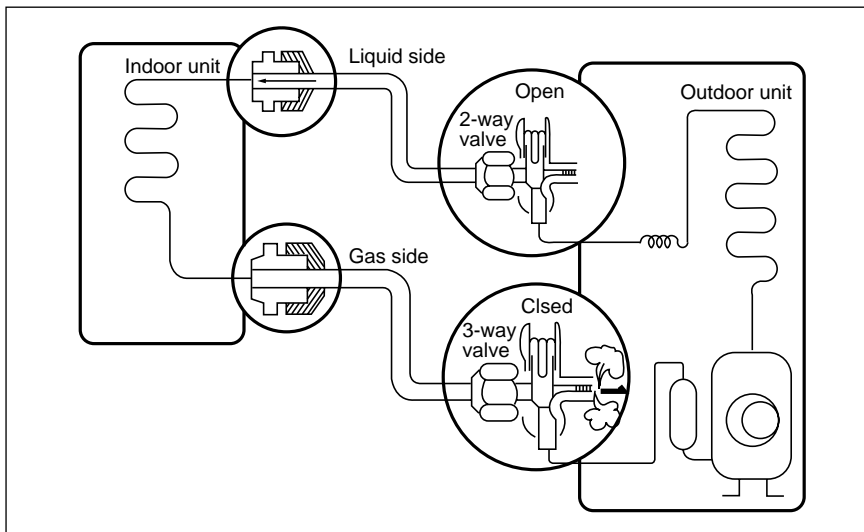 Indoor unit
Liquid side
Open
2-way
valve
Outdoor unit
Gas side
Clsed
3-way
valve